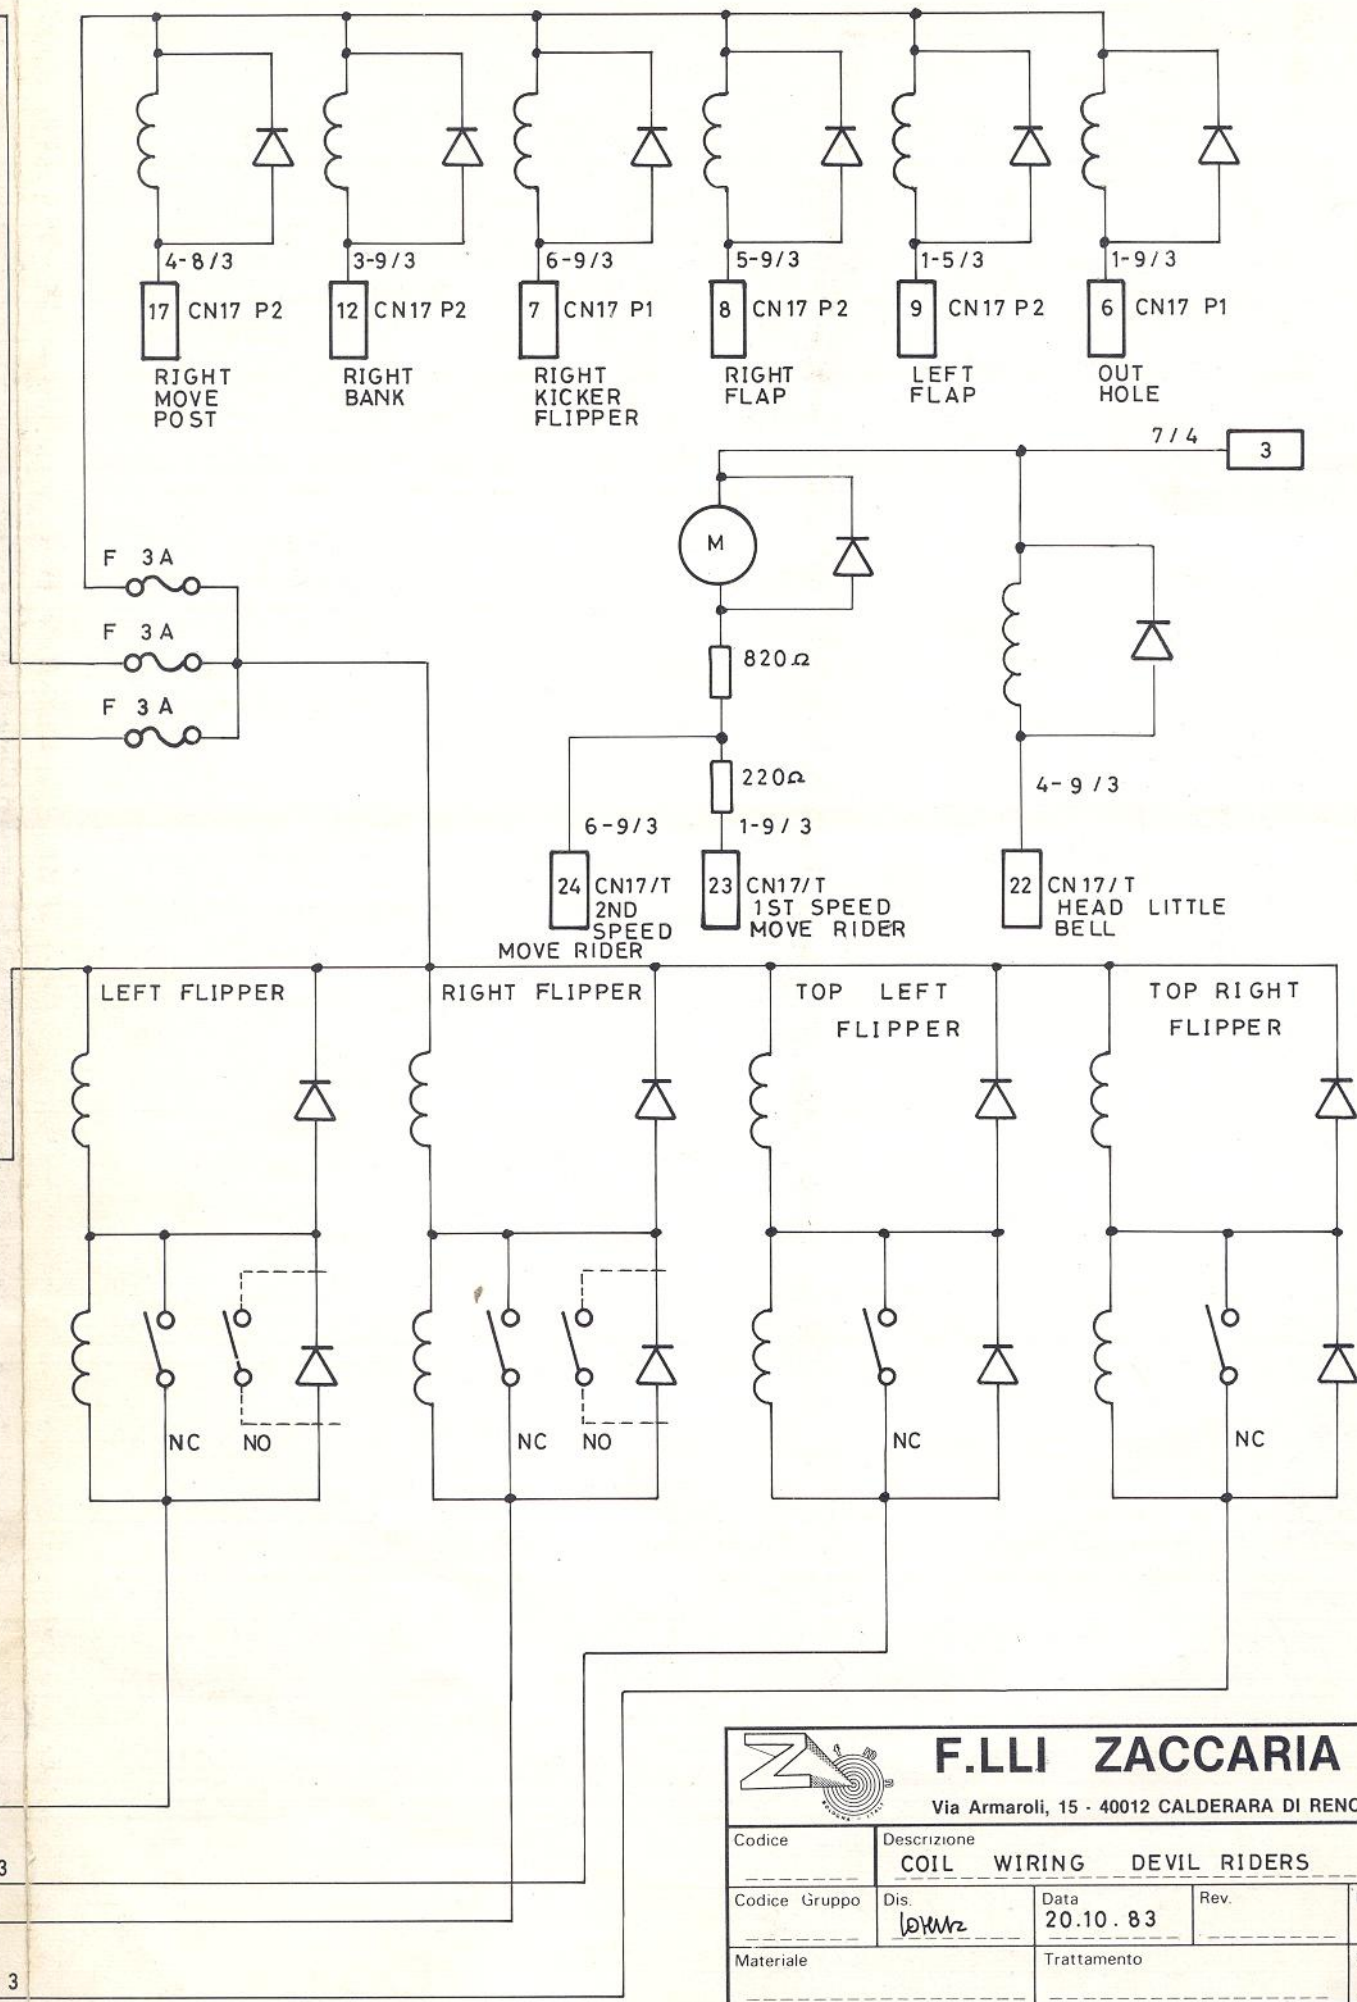 4-8/3
3-9/3
6-9/3
5-9/3
1-5/3
1-9/3
17 CN17 P2
12 CN17 P2
7 CN17 P1
8 CN17 P2
9 CN17 P2
6 CN17 P1
RIGHT
MOVE
POST
RIGHT
BANK
RIGHT
KICKER
FLIPPER
RIGHT
FLAP
LEFT
FLAP
OUT
HOLE
7/4
3
M
F 3A
F 3A
F 3A
820Ω
220Ω
4-9/3
6-9/3
1-9/3
24 CN17/T
2ND
SPEED
MOVE RIDER
23 CN17/T
1ST SPEED
MOVE RIDER
22 CN17/T
HEAD LITTLE
BELL
LEFT FLIPPER
RIGHT FLIPPER
TOP LEFT
FLIPPER
TOP RIGHT
FLIPPER
NC NO
NC NO
NC
NC
3
3
F.LLI ZACCARIA
Via Armaroli, 15 - 40012 CALDERARA DI RENO
Codice
Descrizione
COIL WIRING DEVIL RIDERS
Codice Gruppo
Dis.
Data
20.10.83
Rev.
Materiale
Trattamento